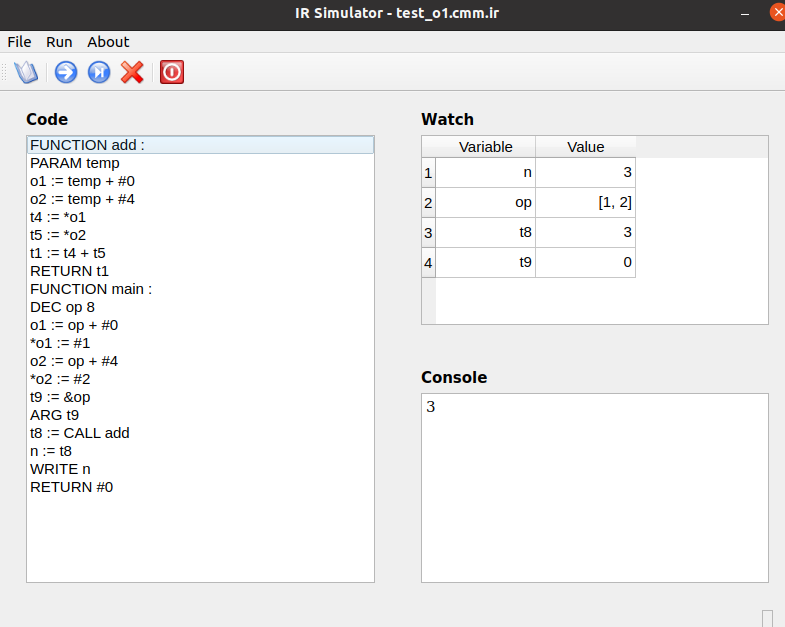 IR Simulator - test_o1.cmm.ir
File Run About
Code
FUNCTION add :
PARAM temp
o1 := temp + #0
o2 := temp + #4
t4 := *o1
t5 := *o2
t1 := t4 + t5
RETURN t1
FUNCTION main :
DEC op 8
o1 := op + #0
*o1 := #1
o2 := op + #4
*o2 := #2
t9 := &op
ARG t9
t8 := CALL add
n := t8
WRITE n
RETURN #0
Watch
Variable Value
1 n 3
2 op [1, 2]
3 t8 3
4 t9 0
Console
3